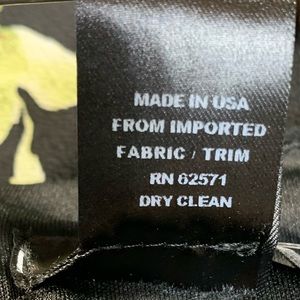 MADE IN USA
FROM IMPORTED
FABRIC / TRIM
RN 62571
DRY CLEAN